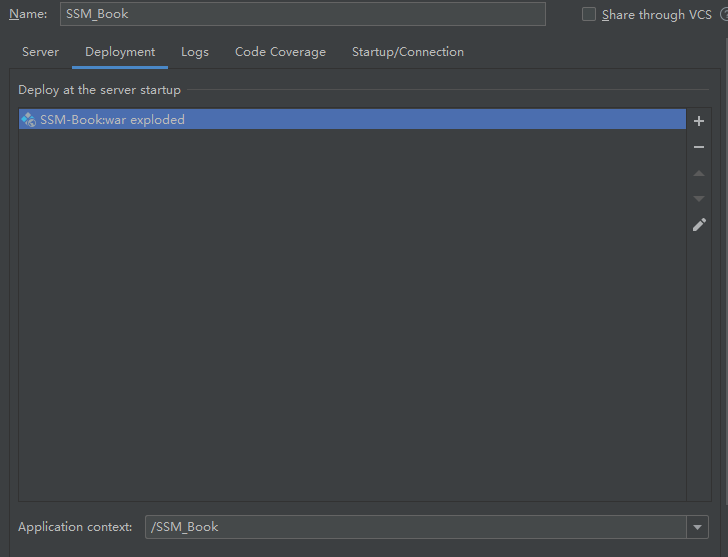 Name: SSM_Book Share through VCS ?
Server Deployment Logs Code Coverage Startup/Connection
Deploy at the server startup
SSM-Book:war exploded
Application context: /SSM_Book